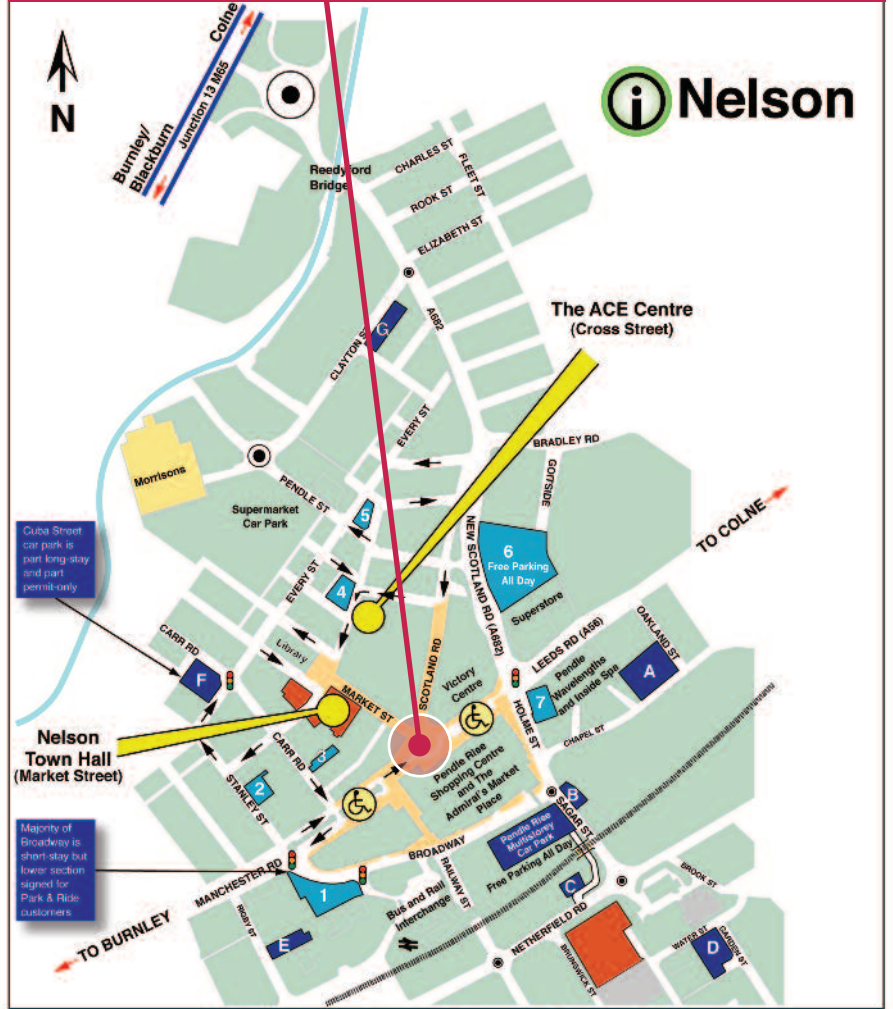 Colne
Junction 13 M65
Burnley/
Blackburn
N
i
Nelson
Reedyford
Bridge
CHARLES ST
FLEET ST
ROOK ST
ELIZABETH ST
A682
G
CLAYTON ST
The ACE Centre
(Cross Street)
EVERY ST
BRADLEY RD
GOITSIDE
Morrisons
PENDLE ST
Supermarket
Car Park
5
NEW SCOTLAND RD (A682)
6
Free Parking
All Day
Superstore
TO COLNE
Cuba Street
car park is
part long-stay
and part
permit-only
EVERY ST
4
CARR RD
Library
F
MARKET ST
SCOTLAND RD
Victory
Centre
LEEDS RD (A56)
OAKLAND ST
Pendle
Wavelengths
and Inside Spa
A
7
HOLME ST
CHAPEL ST
Nelson
Town Hall
(Market Street)
CARR RD
3
2
STANLEY ST
Pendle Rise
Shopping Centre
and The
Admiral's Market
Place
B
SAGAR ST
Pendle Rise
Multistorey
Car Park
Free Parking All Day
BROADWAY
Majority of
Broadway is
short-stay but
lower section
signed for
Park & Ride
customers
MANCHESTER RD
1
RAILWAY ST
Bus and Rail
Interchange
C
BROOK ST
RIGBY ST
E
TO BURNLEY
NETHERFIELD RD
BRUNSWICK ST
WATER ST
D
GARDEN ST